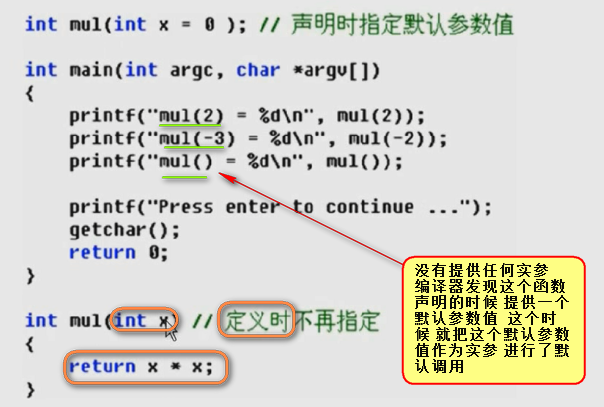 int mul(int x = 0 ); // 声明时指定默认参数值
int main(int argc, char *argv[])
{
printf("mul(2) = %d\n", mul(2));
printf("mul(-3) = %d\n", mul(-2));
printf("mul() = %d\n", mul());
printf("Press enter to continue ...");
getchar();
return 0;
}
int mul(int x) // 定义时不再指定
{
return x * x;
}
没有提供任何实参
编译器发现这个函数
声明的时候 提供一个
默认参数值 这个时
候 就把这个默认参数
值作为实参 进行了默
认调用